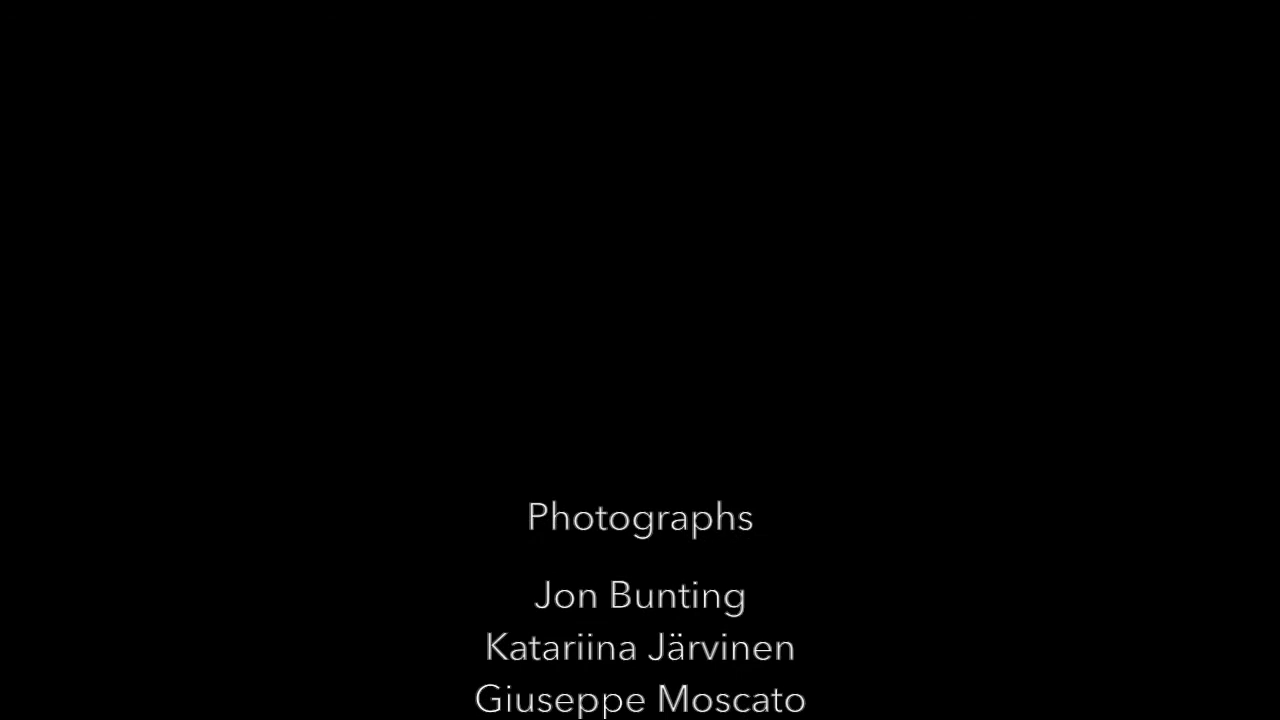 Photographs
Jon Bunting
Katariina Järvinen
Giuseppe Moscato